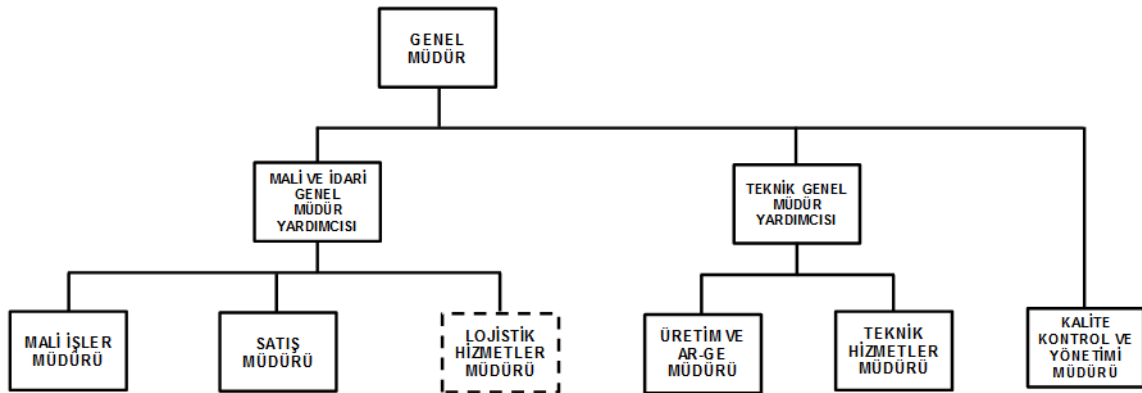 GENEL
MÜDÜR
MALİ VE İDARİ
GENEL
MÜDÜR
YARDIMCISI
TEKNİK GENEL
MÜDÜR
YARDIMCISI
MALİ İŞLER
MÜDÜRÜ
SATIŞ
MÜDÜRÜ
LOJİSTİK
HİZMETLER
MÜDÜRÜ
ÜRETİM VE
AR-GE
MÜDÜRÜ
TEKNİK
HİZMETLER
MÜDÜRÜ
KALİTE
KONTROL VE
YÖNETİMİ
MÜDÜRÜ